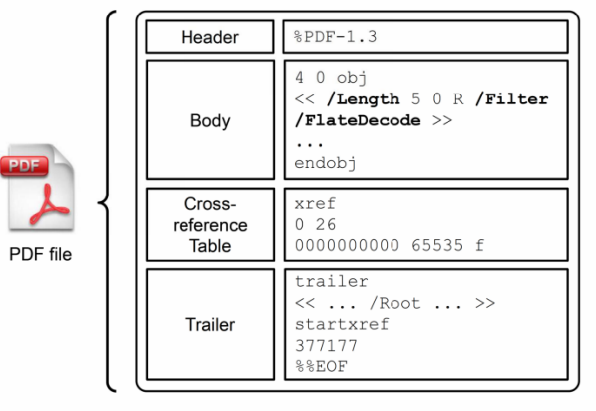 Header
%PDF-1.3
Body
4 0 obj
<< /Length 5 0 R /Filter
/FlateDecode >>
...
endobj
PDF
PDF file
Cross-
reference
Table
xref
0 26
0000000000 65535 f
Trailer
trailer
<< ... /Root ... >>
startxref
377177
%%EOF